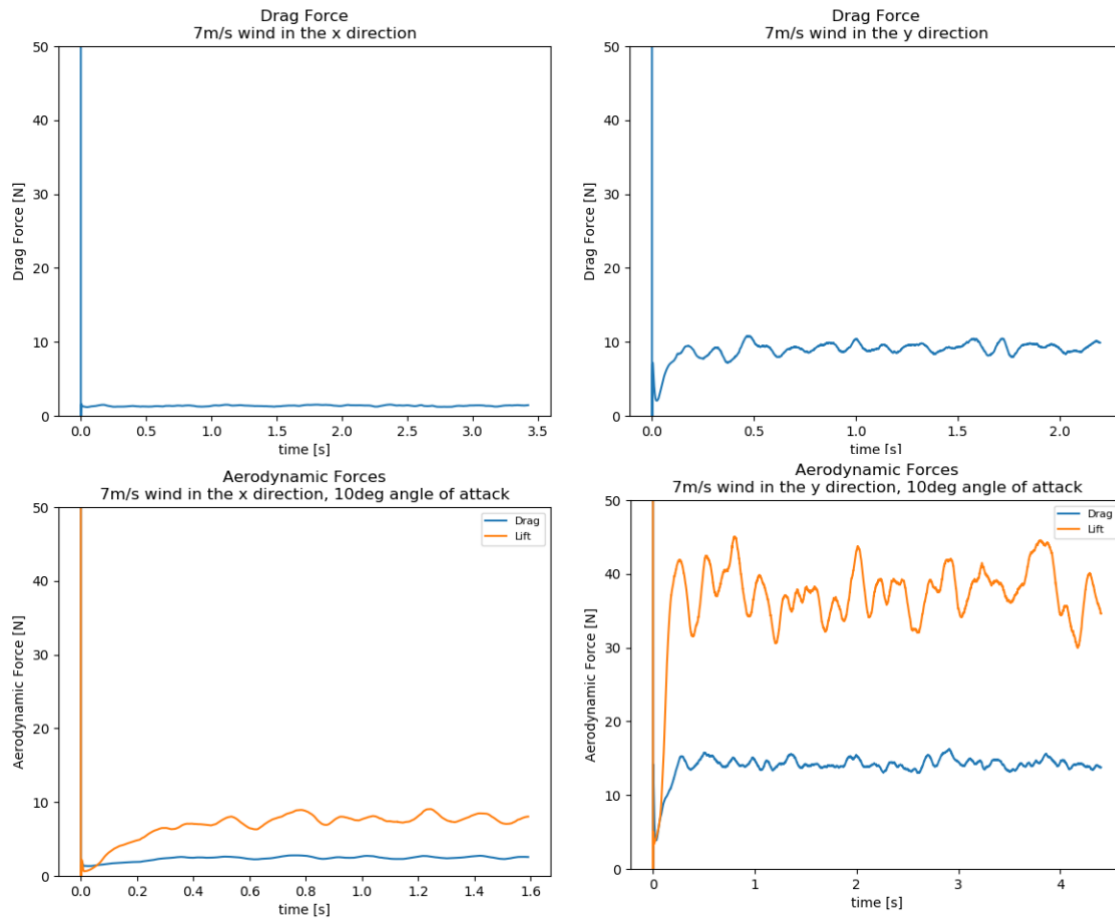 Drag Force
7m/s wind in the x direction
50
40
30
20
10
0
Drag Force [N]
0.0 0.5 1.0 1.5 2.0 2.5 3.0 3.5
time [s]
Drag Force
7m/s wind in the y direction
50
40
30
20
10
0
Drag Force [N]
0.0 0.5 1.0 1.5 2.0
time [s]
Aerodynamic Forces
7m/s wind in the x direction, 10deg angle of attack
50
40
30
20
10
0
Aerodynamic Force [N]
Drag
Lift
0.0 0.2 0.4 0.6 0.8 1.0 1.2 1.4 1.6
time [s]
Aerodynamic Forces
7m/s wind in the y direction, 10deg angle of attack
50
40
30
20
10
0
Aerodynamic Force [N]
Drag
Lift
0 1 2 3 4
time [s]